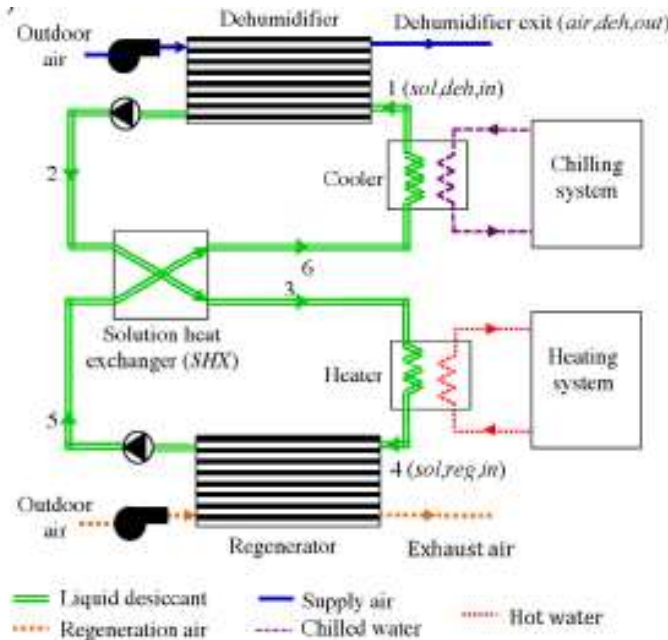 Dehumidifier
Dehumidifier exit (air,deh,out)
Outdoor
air
1 (sol,deh,in)
2
Cooler
Chilling
system
6
3
Solution heat
exchanger (SHX)
Heater
Heating
system
5
4 (sol,reg,in)
Outdoor
air
Regenerator
Exhaust air
Liquid desiccant
Supply air
Hot water
Regeneration air
Chilled water